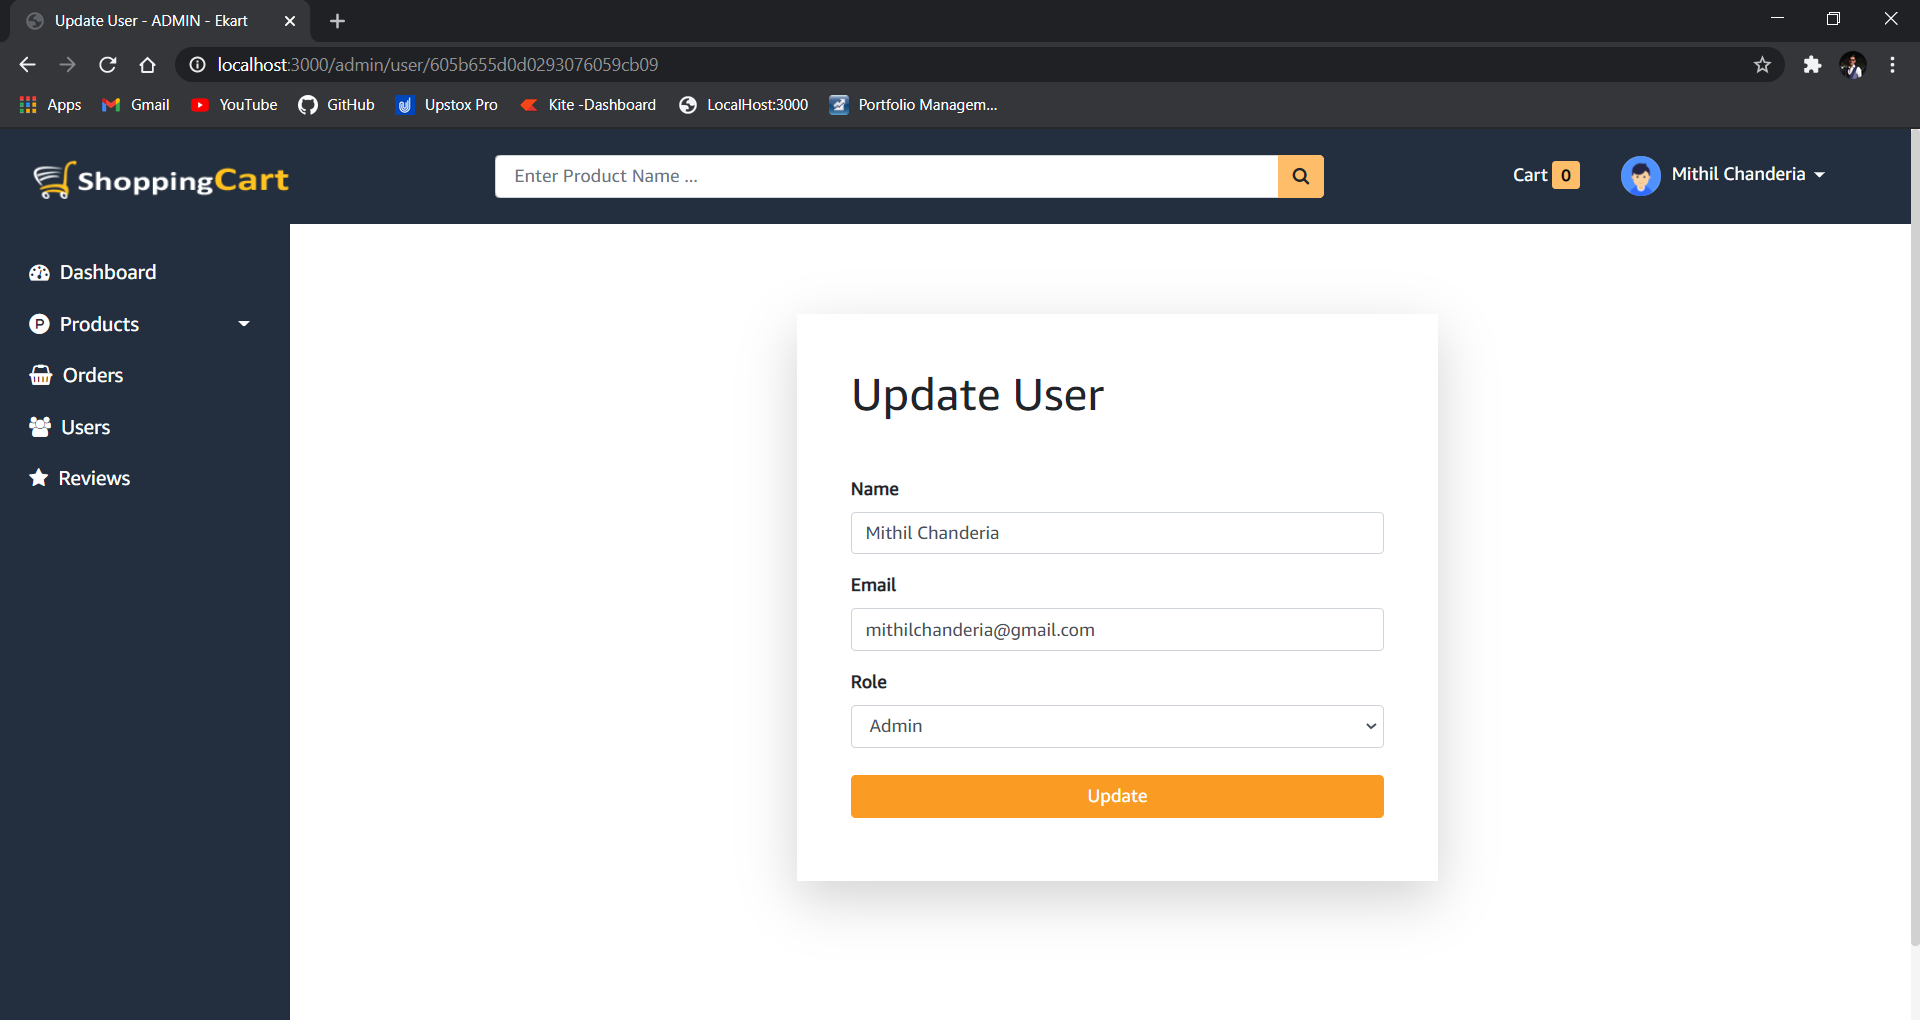 Update User - ADMIN - Ekart
localhost:3000/admin/user/605b655d0d0293076059cb09
Apps Gmail YouTube GitHub Upstox Pro Kite -Dashboard LocalHost:3000 Portfolio Managem...
ShoppingCart Enter Product Name ... Cart 0 Mithil Chanderia
Dashboard
P Products
Orders
Users
Reviews
Update User
Name
Mithil Chanderia
Email
mithilchanderia@gmail.com
Role
Admin
Update